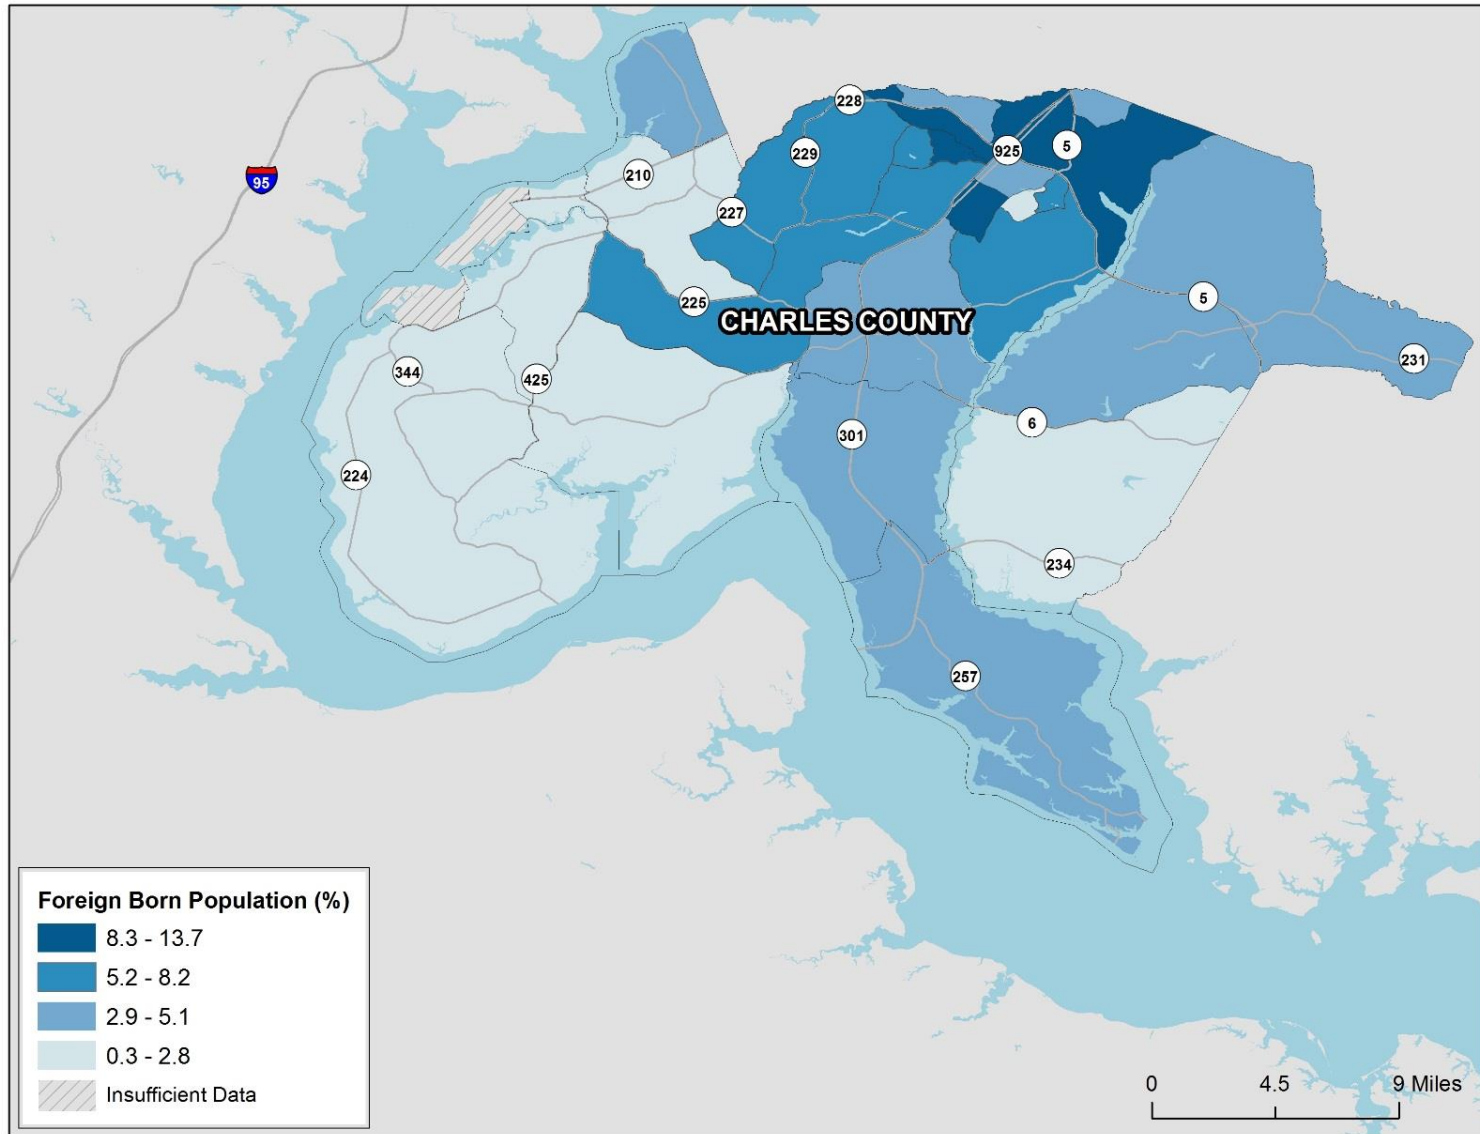 228
925
5
229
95
210
227
225
5
CHARLES COUNTY
231
344
425
6
301
224
234
257
Foreign Born Population (%)
8.3 - 13.7
5.2 - 8.2
2.9 - 5.1
0.3 - 2.8
Insufficient Data
0 4.5 9 Miles